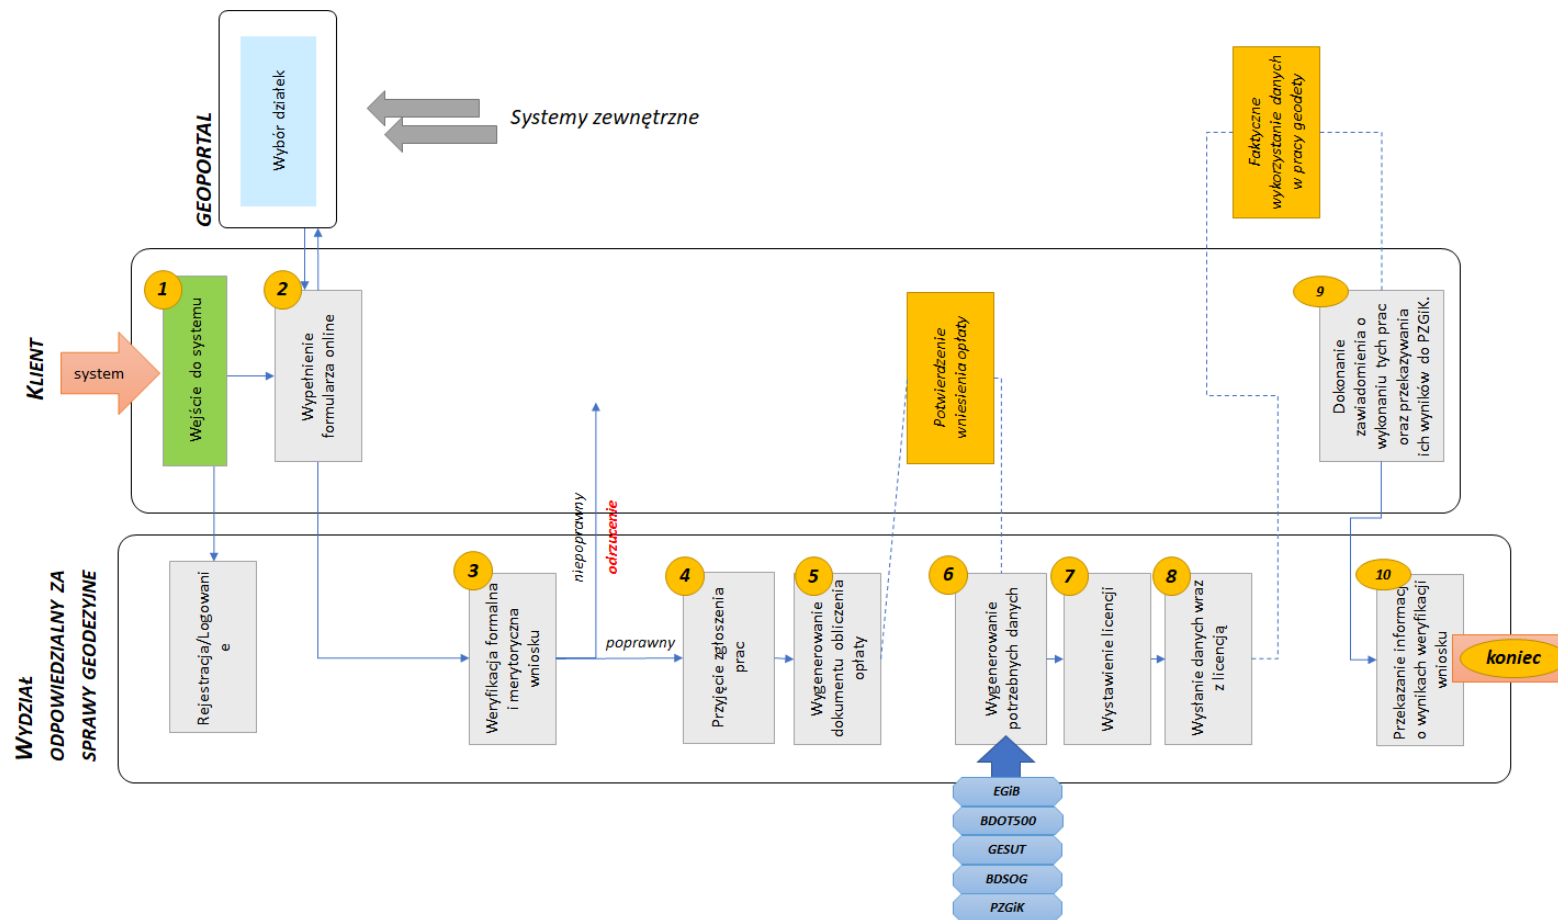 GEOPORTAL
Wybór działek
Systemy zewnętrzne
Faktyczne
wykorzystanie danych
w pracy geodety
KLIENT
system
1
Wejście do systemu
2
Wypełnienie
formularza online
Potwierdzenie
wniesienia opłaty
9
Dokonanie
zawiadomienia o
wykonaniu tych prac
oraz przekazywania
ich wyników do PZGiK.
niepoprawny
odrzucenie
WYDZIAŁ
ODPOWIEDZIALNY ZA
SPRAWY GEODEZYJNE
Rejestracja/Logowani
e
3
Weryfikacja formalna
i merytoryczna
wniosku
poprawny
4
Przyjęcie zgłoszenia
prac
5
Wygenerowanie
dokumentu obliczenia
opłaty
6
Wygenerowanie
potrzebnych danych
7
Wystawienie licencji
8
Wysłanie danych wraz
z licencją
10
Przekazanie informacji
o wynikach weryfikacji
wniosku
koniec
EGiB
BDOT500
GESUT
BDSOG
PZGiK